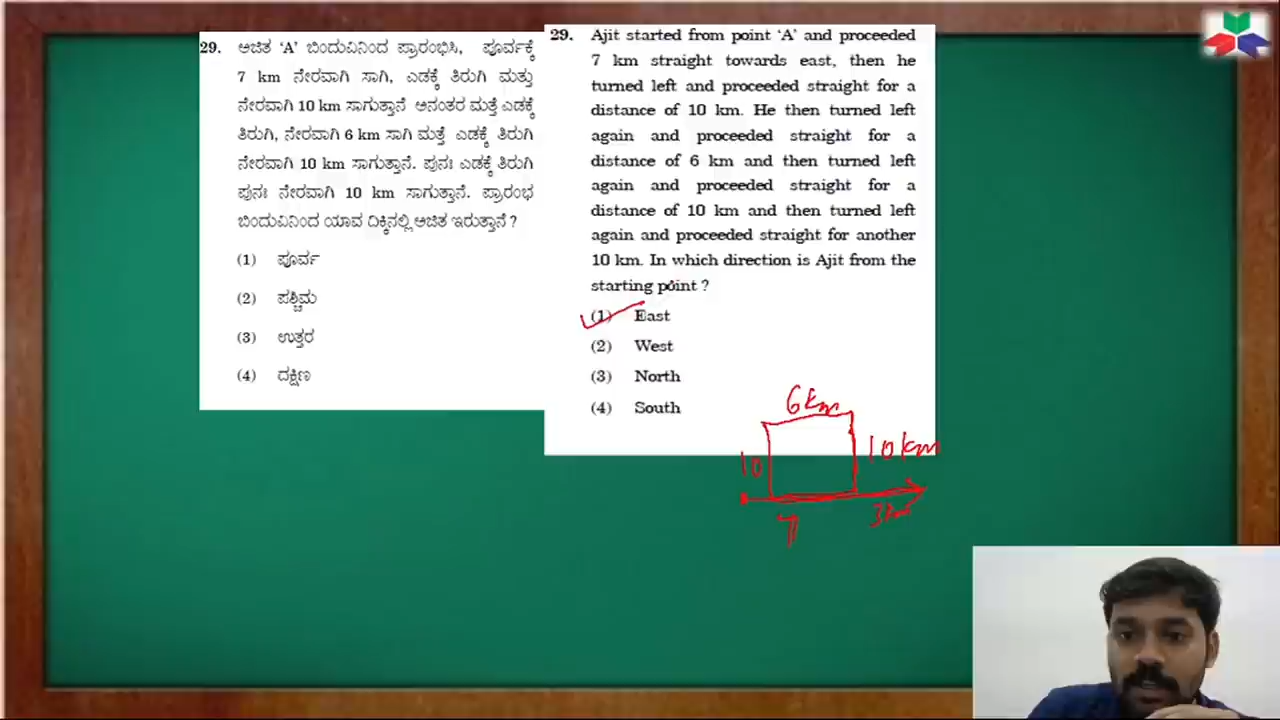 29. ಅಜಿತ 'A' ಬಿಂದುವಿನಿಂದ ಪ್ರಾರಂಭಿಸಿ, ಪೂರ್ವಕ್ಕೆ
7 km ನೇರವಾಗಿ ಸಾಗಿ, ಎಡಕ್ಕೆ ತಿರುಗಿ ಮತ್ತು
ನೇರವಾಗಿ 10 km ಸಾಗುತ್ತಾನೆ ಅನಂತರ ಮತ್ತೆ ಎಡಕ್ಕೆ
ತಿರುಗಿ, ನೇರವಾಗಿ 6 km ಸಾಗಿ ಮತ್ತೆ ಎಡಕ್ಕೆ ತಿರುಗಿ
ನೇರವಾಗಿ 10 km ಸಾಗುತ್ತಾನೆ. ಪುನಃ ಎಡಕ್ಕೆ ತಿರುಗಿ
ಪುನಃ ನೇರವಾಗಿ 10 km ಸಾಗುತ್ತಾನೆ. ಪ್ರಾರಂಭ
ಬಿಂದುವಿನಿಂದ ಯಾವ ದಿಕ್ಕಿನಲ್ಲಿ ಅಜಿತ ಇರುತ್ತಾನೆ ?
(1) ಪೂರ್ವ
(2) ಪಶ್ಚಿಮ
(3) ಉತ್ತರ
(4) ದಕ್ಷಿಣ
29. Ajit started from point 'A' and proceeded
7 km straight towards east, then he
turned left and proceeded straight for a
distance of 10 km. He then turned left
again and proceeded straight for a
distance of 6 km and then turned left
again and proceeded straight for a
distance of 10 km and then turned left
again and proceeded straight for another
10 km. In which direction is Ajit from the
starting point ?
(1) East
(2) West
(3) North
(4) South
6 km
10
10 km
7
3km